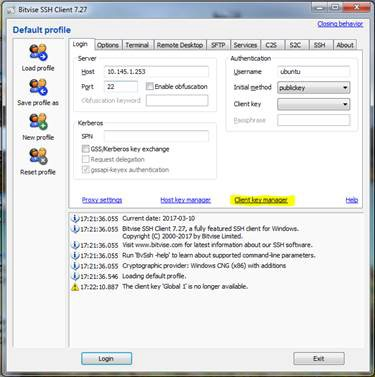 Bitvise SSH Client 7.27
Default profile
Closing behavior
Load profile
Save profile as
New profile
Reset profile
Login Options Terminal Remote Desktop SFTP Services C2S S2C SSH About
Server
Host 10.145.1.253
Port 22 Enable obfuscation
Obfuscation keyword
Kerberos
SPN
GSS/Kerberos key exchange
Request delegation
gssapi-keyex authentication
Authentication
Username ubuntu
Initial method publickey
Client key
Passphrase
Proxy settings Host key manager Client key manager Help
17:21:36.055 Current date: 2017-03-10
17:21:36.055 Bitvise SSH Client 7.27, a fully featured SSH client for Windows.
Copyright (C) 2000-2017 by Bitvise Limited.
17:21:36.055 Visit www.bitvise.com for latest information about our SSH software.
17:21:36.055 Run 'BvSsh -help' to learn about supported command-line parameters.
17:21:36.055 Cryptographic provider: Windows CNG (x86) with additions
17:21:36.546 Loading default profile.
17:22:10.887 The client key 'Global 1' is no longer available.
Login Exit